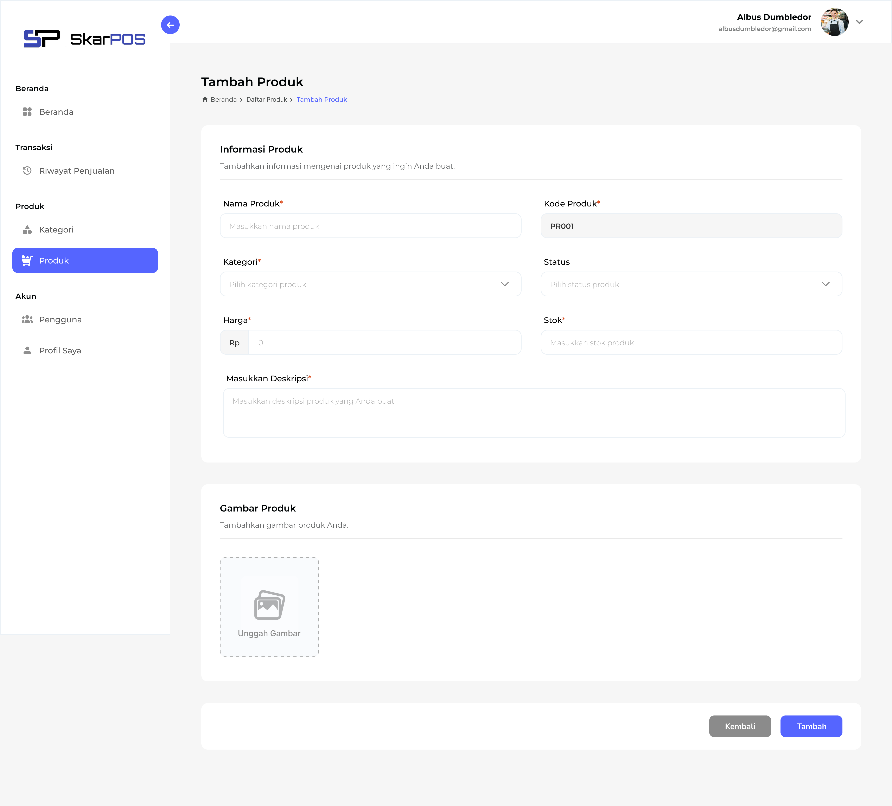 SP SkarPOS
Albus Dumbledor
albusdumbledor@gmail.com
Beranda
Beranda
Transaksi
Riwayat Penjualan
Produk
Kategori
Produk
Akun
Pengguna
Profil Saya
Tambah Produk
Beranda > Daftar Produk > Tambah Produk
Informasi Produk
Tambahkan informasi mengenai produk yang ingin Anda buat.
Nama Produk*
Kode Produk*
Masukkan nama produk
PR001
Kategori*
Status
Pilih kategori produk
Pilih status produk
Harga*
Stok*
Rp 0
Masukkan stok produk
Masukkan Deskripsi*
Masukkan deskripsi produk yang Anda buat
Gambar Produk
Tambahkan gambar produk Anda.
Unggah Gambar
Kembali
Tambah